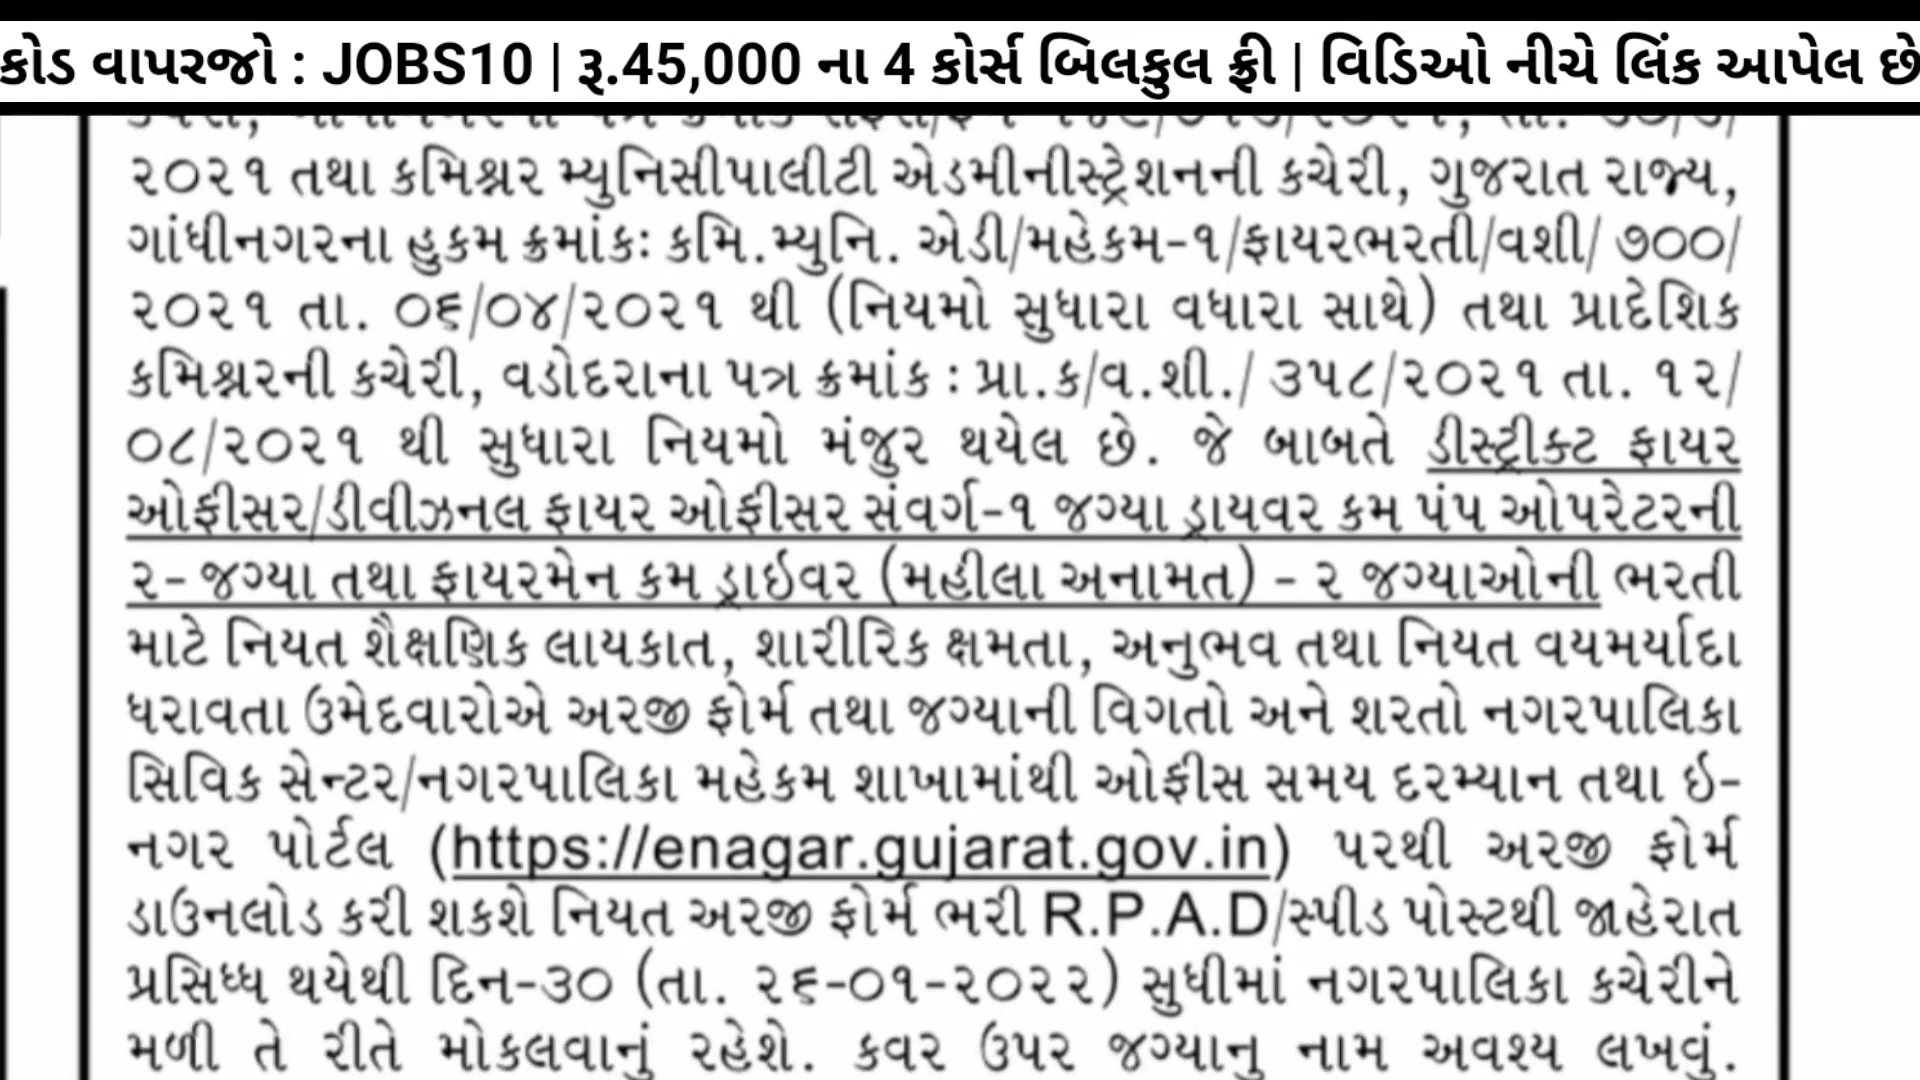 કોડ વાપરજો : JOBS10 | રૂ.45,000 ના 4 કોર્સ બિલકુલ ફ્રી | વિડિઓ નીચે લિંક આપેલ છે
૨૦૨૧ તથા કમિશ્નર મ્યુનિસીપાલીટી એડમીનીસ્ટ્રેશનની કચેરી, ગુજરાત રાજ્ય,
ગાંધીનગરના હુકમ ક્રમાંકઃ કમિ.મ્યુનિ. એડી/મહેકમ-૧/ફાયરભરતી/વશી/ ૭૦૦/
૨૦૨૧ તા. ૦૬/૦૪/૨૦૨૧ થી (નિયમો સુધારા વધારા સાથે) તથા પ્રાદેશિક
કમિશ્નરની કચેરી, વડોદરાના પત્ર ક્રમાંક : પ્રા.ક/વ.શી./ ૩૫૮/૨૦૨૧ તા. ૧૨/
૦૮/૨૦૨૧ થી સુધારા નિયમો મંજુર થયેલ છે. જે બાબતે ડીસ્ટ્રીક્ટ ફાયર
ઓફીસર/ડીવીઝનલ ફાયર ઓફીસર સંવર્ગ-૧ જગ્યા ડ્રાયવર કમ પંપ ઓપરેટરની
૨- જગ્યા તથા ફાયરમેન કમ ડ્રાઇવર (મહીલા અનામત) - ૨ જગ્યાઓની ભરતી
માટે નિયત શૈક્ષણિક લાયકાત, શારીરિક ક્ષમતા, અનુભવ તથા નિયત વયમર્યાદા
ધરાવતા ઉમેદવારોએ અરજી ફોર્મ તથા જગ્યાની વિગતો અને શરતો નગરપાલિકા
સિવિક સેન્ટર/નગરપાલિકા મહેકમ શાખામાંથી ઓફીસ સમય દરમ્યાન તથા ઇ-
નગર પોર્ટલ (https://enagar.gujarat.gov.in) પરથી અરજી ફોર્મ
ડાઉનલોડ કરી શકશે નિયત અરજી ફોર્મ ભરી R.P.A.D/સ્પીડ પોસ્ટથી જાહેરાત
પ્રસિધ્ધ થયેથી દિન-૩૦ (તા. ૨૬-૦૧-૨૦૨૨) સુધીમાં નગરપાલિકા કચેરીને
મળી તે રીતે મોકલવાનું રહેશે. કવર ઉપર જગ્યાનુ નામ અવશ્ય લખવું.